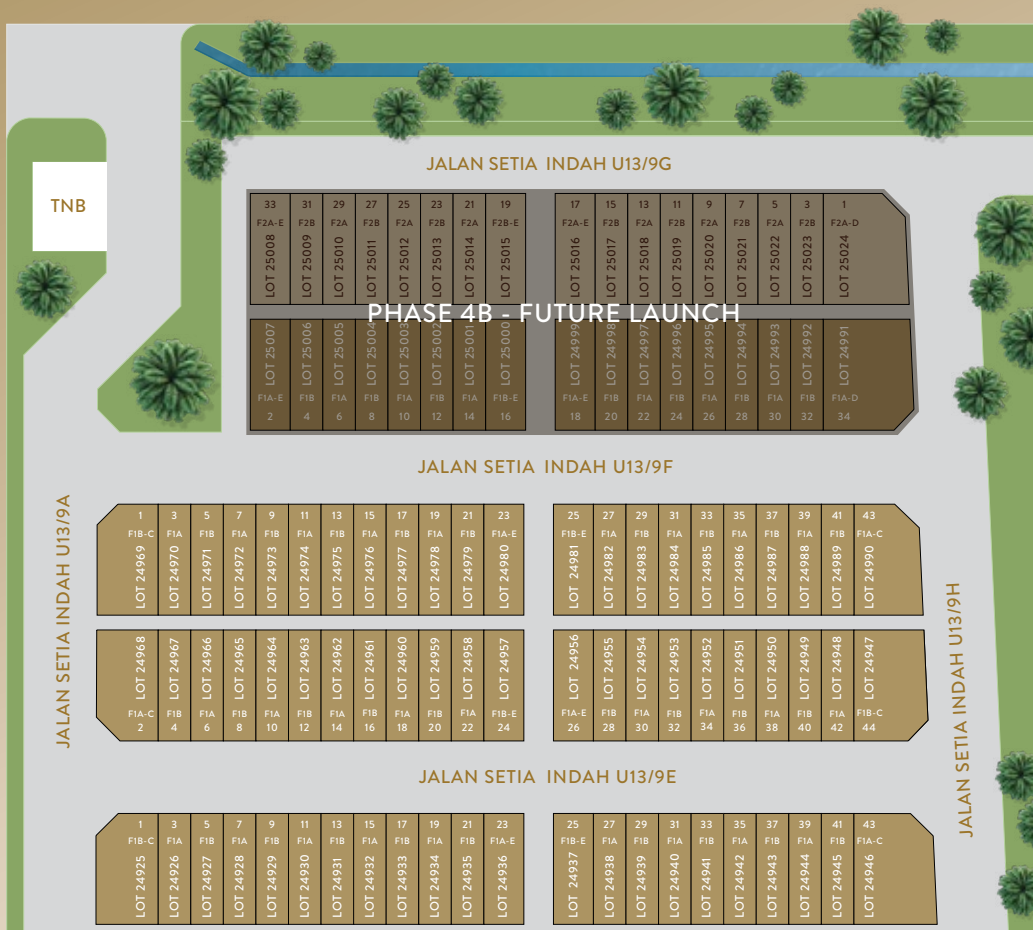 JALAN SETIA INDAH U13/9G
TNB
33 31 29 27 25 23 21 19
F2A-E F2B F2A F2B F2A F2B F2A F2B-E
LOT 25008 LOT 25009 LOT 25010 LOT 25011 LOT 25012 LOT 25013 LOT 25014 LOT 25015
17 15 13 11 9 7 5 3 1
F2A-E F2B F2A F2B F2A F2B F2A F2B F2A-D
LOT 25016 LOT 25017 LOT 25018 LOT 25019 LOT 25020 LOT 25021 LOT 25022 LOT 25023 LOT 25024
PHASE 4B - FUTURE LAUNCH
LOT 25007 LOT 25006 LOT 25005 LOT 25004 LOT 25003 LOT 25002 LOT 25001 LOT 25000
F1A-E F1B F1A F1B F1A F1B F1A F1B-E
2 4 6 8 10 12 14 16
LOT 24999 LOT 24998 LOT 24997 LOT 24996 LOT 24995 LOT 24994 LOT 24993 LOT 24992 LOT 24991
F1A-E F1B F1A F1B F1A F1B F1A F1B F1A-D
18 20 22 24 26 28 30 32 34
JALAN SETIA INDAH U13/9F
JALAN SETIA INDAH U13/9A
1 3 5 7 9 11 13 15 17 19 21 23
F1B-C F1A F1B F1A F1B F1A F1B F1A F1B F1A F1B F1A-E
LOT 24969 LOT 24970 LOT 24971 LOT 24972 LOT 24973 LOT 24974 LOT 24975 LOT 24976 LOT 24977 LOT 24978 LOT 24979 LOT 24980
25 27 29 31 33 35 37 39 41 43
F1B-E F1A F1B F1A F1B F1A F1B F1A F1B F1A-C
LOT 24981 LOT 24982 LOT 24983 LOT 24984 LOT 24985 LOT 24986 LOT 24987 LOT 24988 LOT 24989 LOT 24990
LOT 24968 LOT 24967 LOT 24966 LOT 24965 LOT 24964 LOT 24963 LOT 24962 LOT 24961 LOT 24960 LOT 24959 LOT 24958 LOT 24957
F1A-C F1B F1A F1B F1A F1B F1A F1B F1A F1B F1A F1B-E
2 4 6 8 10 12 14 16 18 20 22 24
LOT 24956 LOT 24955 LOT 24954 LOT 24953 LOT 24952 LOT 24951 LOT 24950 LOT 24949 LOT 24948 LOT 24947
F1A-E F1B F1A F1B F1A F1B F1A F1B F1A F1B-C
26 28 30 32 34 36 38 40 42 44
JALAN SETIA INDAH U13/9H
JALAN SETIA INDAH U13/9E
1 3 5 7 9 11 13 15 17 19 21 23
F1B-C F1A F1B F1A F1B F1A F1B F1A F1B F1A F1B F1A-E
LOT 24925 LOT 24926 LOT 24927 LOT 24928 LOT 24929 LOT 24930 LOT 24931 LOT 24932 LOT 24933 LOT 24934 LOT 24935 LOT 24936
25 27 29 31 33 35 37 39 41 43
F1B-E F1A F1B F1A F1B F1A F1B F1A F1B F1A-C
LOT 24937 LOT 24938 LOT 24939 LOT 24940 LOT 24941 LOT 24942 LOT 24943 LOT 24944 LOT 24945 LOT 24946